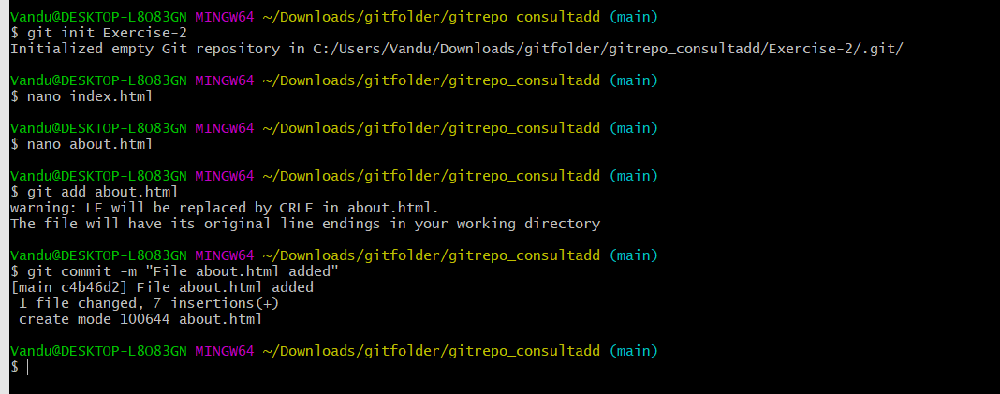 Vandu@DESKTOP-L8O83GN MINGW64 ~/Downloads/gitfolder/gitrepo_consultadd (main)
$ git init Exercise-2
Initialized empty Git repository in C:/Users/Vandu/Downloads/gitfolder/gitrepo_consultadd/Exercise-2/.git/
Vandu@DESKTOP-L8O83GN MINGW64 ~/Downloads/gitfolder/gitrepo_consultadd (main)
$ nano index.html
Vandu@DESKTOP-L8O83GN MINGW64 ~/Downloads/gitfolder/gitrepo_consultadd (main)
$ nano about.html
Vandu@DESKTOP-L8O83GN MINGW64 ~/Downloads/gitfolder/gitrepo_consultadd (main)
$ git add about.html
warning: LF will be replaced by CRLF in about.html.
The file will have its original line endings in your working directory
Vandu@DESKTOP-L8O83GN MINGW64 ~/Downloads/gitfolder/gitrepo_consultadd (main)
$ git commit -m "File about.html added"
[main c4b46d2] File about.html added
1 file changed, 7 insertions(+)
create mode 100644 about.html
Vandu@DESKTOP-L8O83GN MINGW64 ~/Downloads/gitfolder/gitrepo_consultadd (main)
$